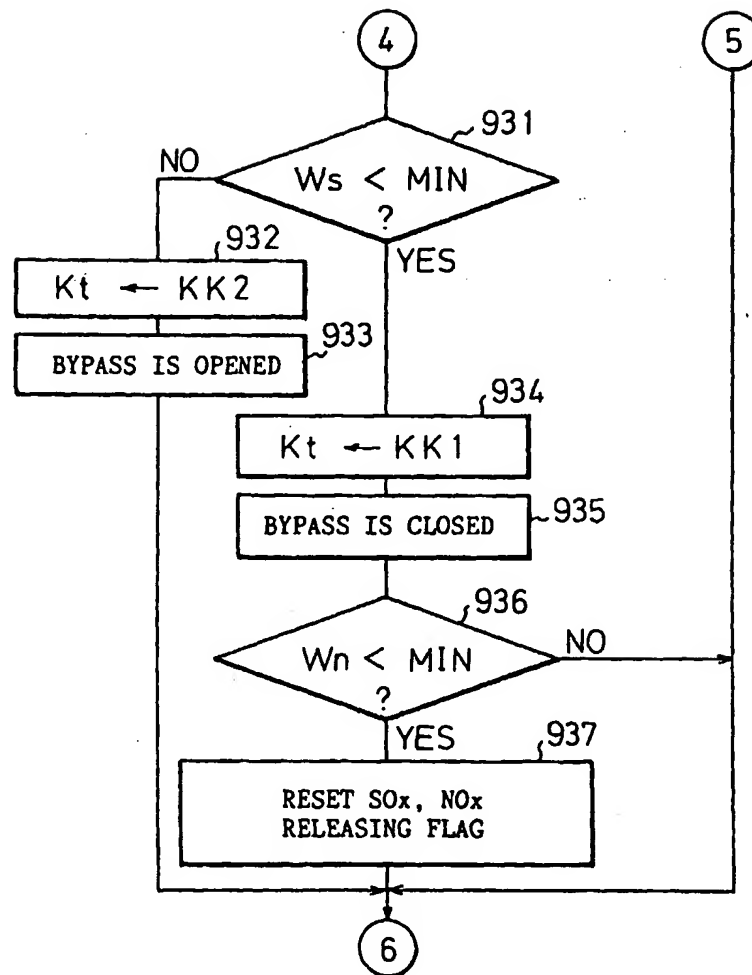 4
5
931
NO
Ws < MIN
?
YES
932
Kt ← KK2
933
BYPASS IS OPENED
934
Kt ← KK1
BYPASS IS CLOSED
935
936
Wn < MIN
?
NO
YES
937
RESET SOx, NOx
RELEASING FLAG
6